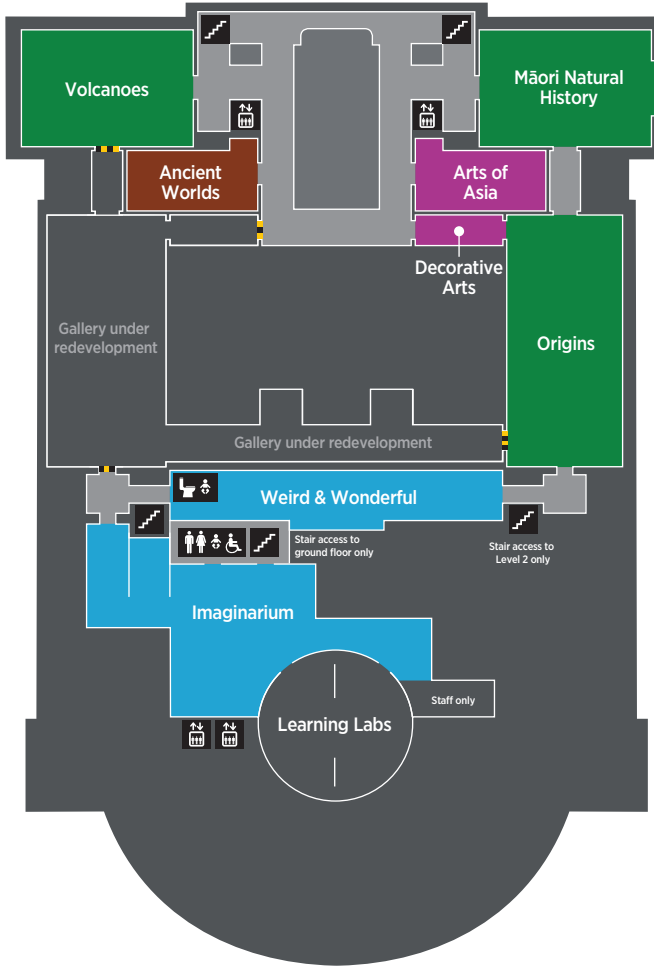 Volcanoes
Māori Natural
History
Ancient
Worlds
Arts of
Asia
Decorative
Arts
Gallery under
redevelopment
Origins
Gallery under redevelopment
Weird & Wonderful
Stair access to
ground floor only
Stair access to
Level 2 only
Imaginarium
Staff only
Learning Labs